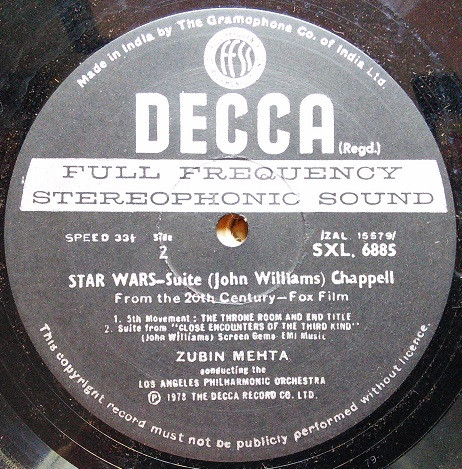 Made in India by The Gramophone Co. of India Ltd.
FFSS
DECCA (Regd.)
FULL FREQUENCY
STEREOPHONIC SOUND
SPEED 33⅓ Side 2 /ZAL 15579/
SXL. 6885
STAR WARS-Suite (John Williams) Chappell
From the 20th Century-Fox Film
1. 5th Movement: THE THRONE ROOM AND END TITLE
2. Suite from "CLOSE ENCOUNTERS OF THE THIRD KIND"
(John Williams) Screen Gems EMI Music
ZUBIN MEHTA
conducting the
LOS ANGELES PHILHARMONIC ORCHESTRA
Ⓟ 1978 THE DECCA RECORD CO. LTD.
This copyright record must not be publicly performed without licence.